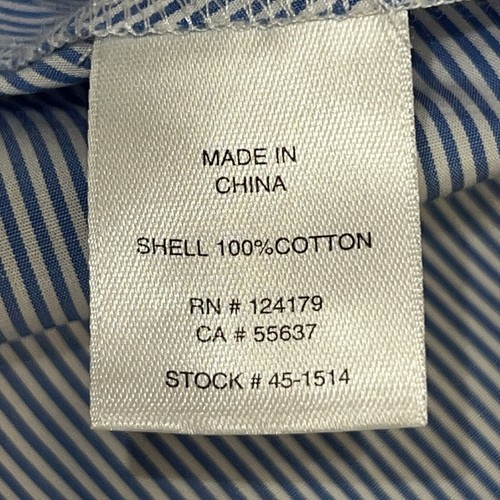 MADE IN
CHINA
SHELL 100%COTTON
RN # 124179
CA # 55637
STOCK # 45-1514